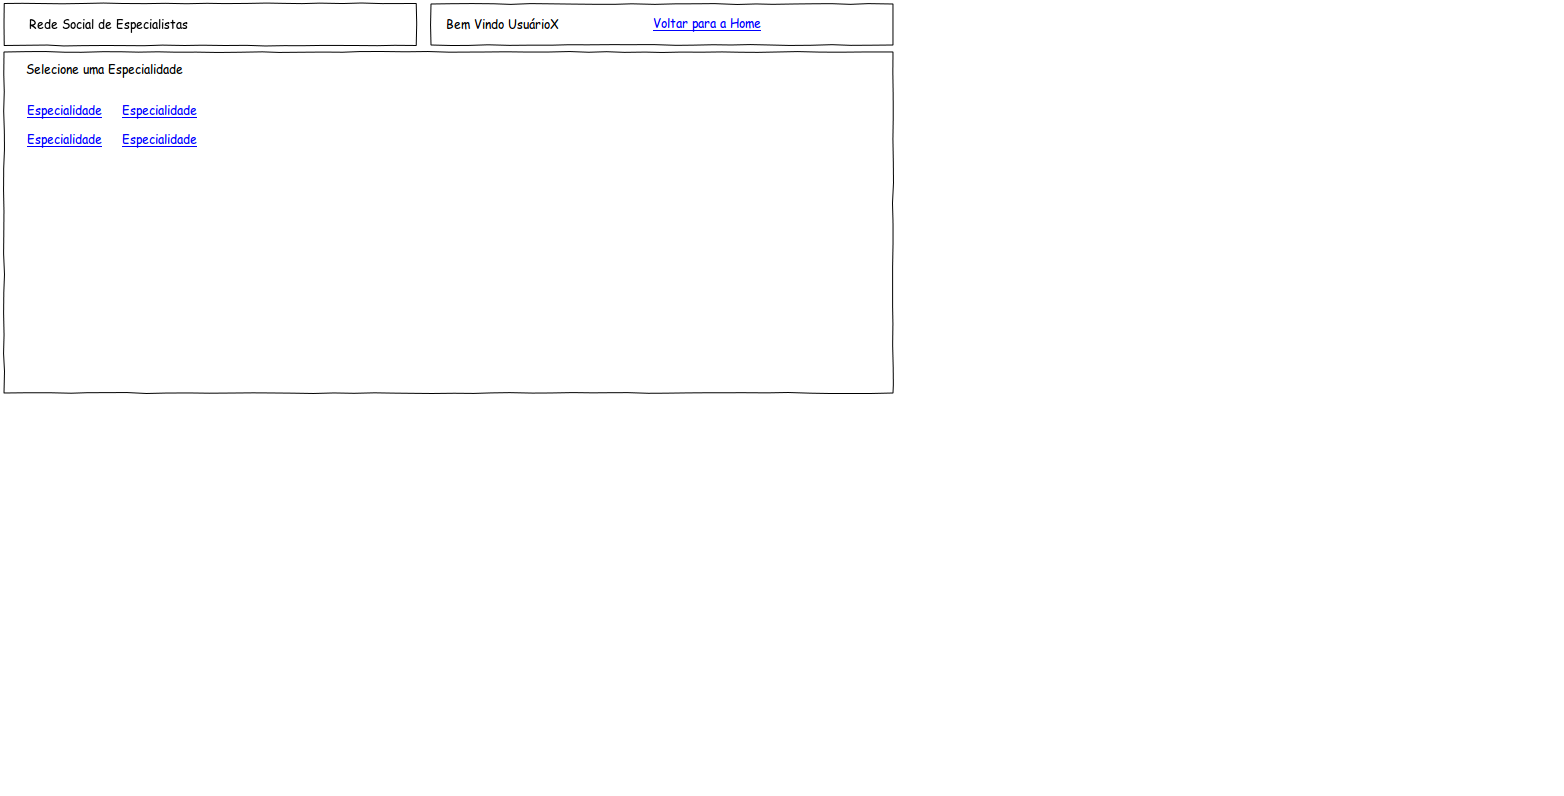 Rede Social de Especialistas
Bem Vindo UsuárioX
Voltar para a Home
Selecione uma Especialidade
Especialidade Especialidade
Especialidade Especialidade